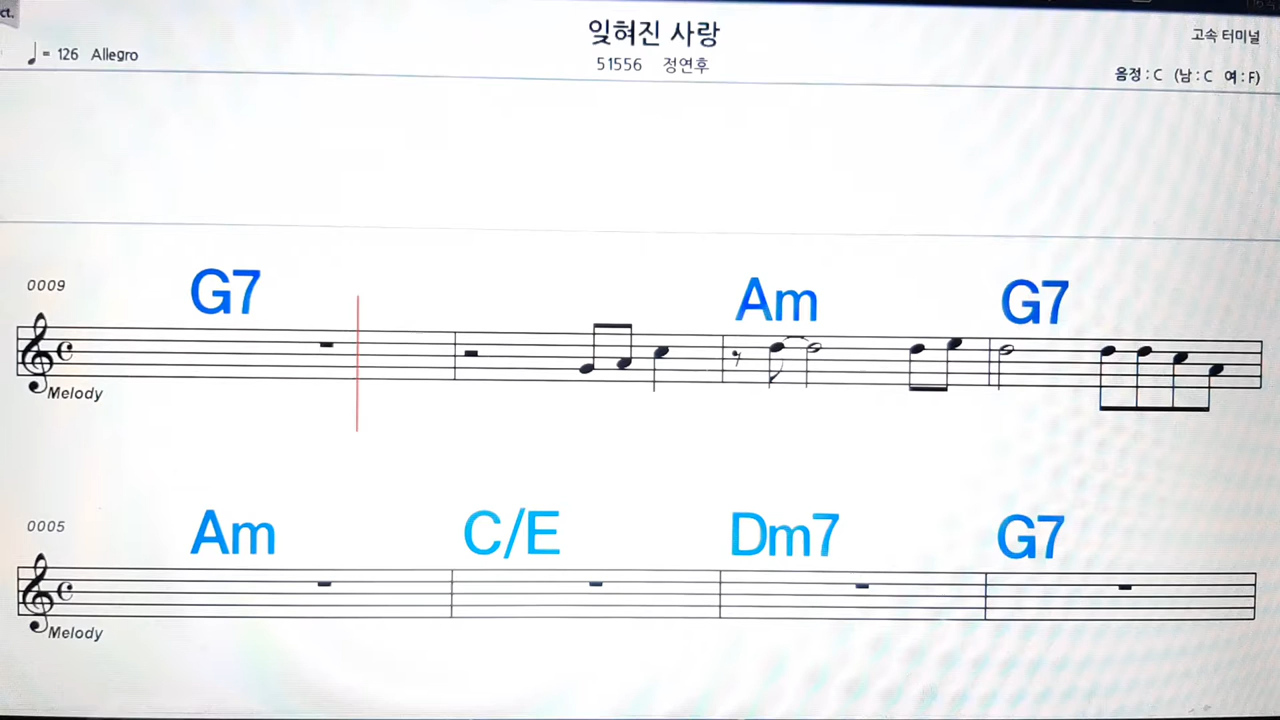 ct.
잊혀진 사랑
고속 터미널
♩= 126 Allegro
51556 정연후
음정 : C (남 : C 여 : F)
0009
G7
Am
G7
Melody
0005
Am
C/E
Dm7
G7
Melody